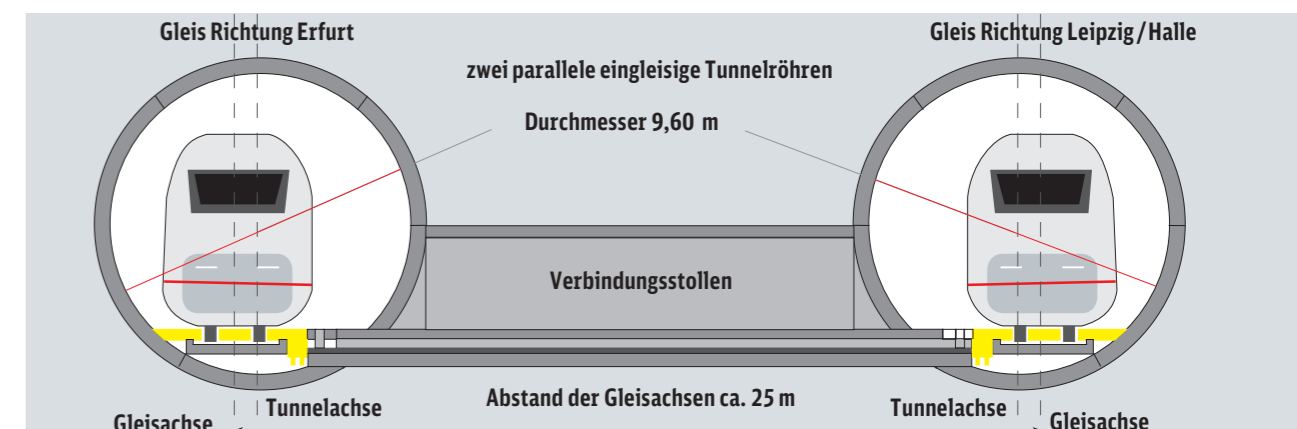 Gleis Richtung Erfurt
Gleis Richtung Leipzig/Halle
zwei parallele eingleisige Tunnelröhren
Durchmesser 9,60 m
Verbindungsstollen
Abstand der Gleisachsen ca. 25 m
Tunnelachse
Gleisachse
Tunnelachse
Gleisachse